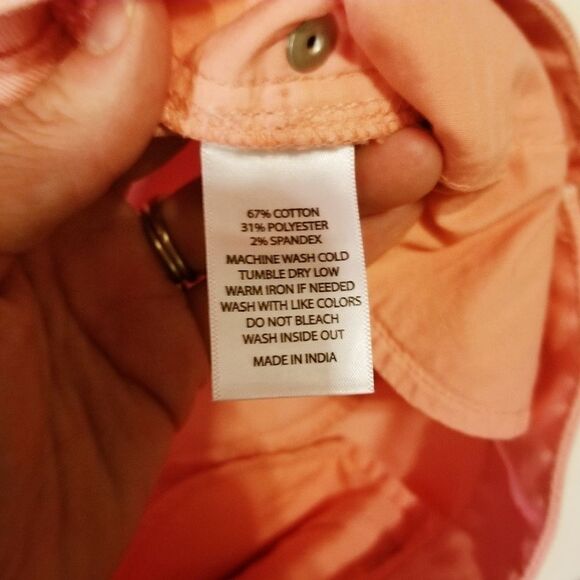 67% COTTON
31% POLYESTER
2% SPANDEX
MACHINE WASH COLD
TUMBLE DRY LOW
WARM IRON IF NEEDED
WASH WITH LIKE COLORS
DO NOT BLEACH
WASH INSIDE OUT
MADE IN INDIA